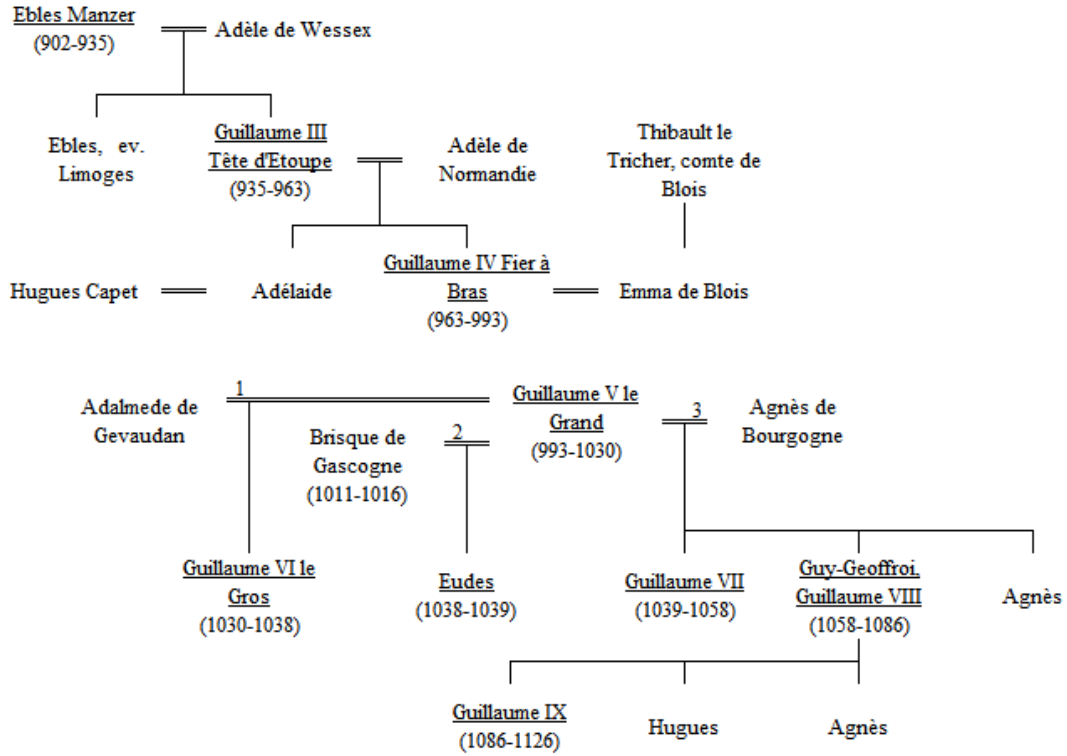 Ebles Manzer
(902-935)
Adèle de Wessex
Ebles, ev.
Limoges
Guillaume III
Tête d'Etoupe
(935-963)
Adèle de
Normandie
Thibault le
Tricher, comte de
Blois
Hugues Capet
Adélaide
Guillaume IV Fier à
Bras
(963-993)
Emma de Blois
Adalmede de
Gevaudan
1
Brisque de
Gascogne
(1011-1016)
2
Guillaume V le
Grand
(993-1030)
3
Agnès de
Bourgogne
Guillaume VI le
Gros
(1030-1038)
Eudes
(1038-1039)
Guillaume VII
(1039-1058)
Guy-Geoffroi.
Guillaume VIII
(1058-1086)
Agnès
Guillaume IX
(1086-1126)
Hugues
Agnès